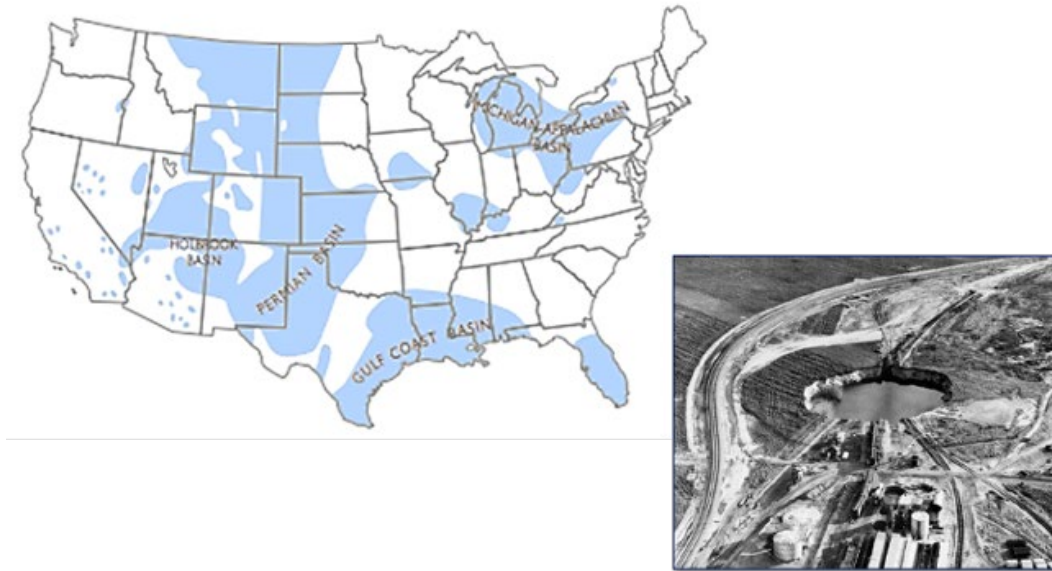 MICHIGAN-APPALACHIAN
BASIN
HOLBROOK
BASIN
PERMIAN BASIN
GULF COAST BASIN